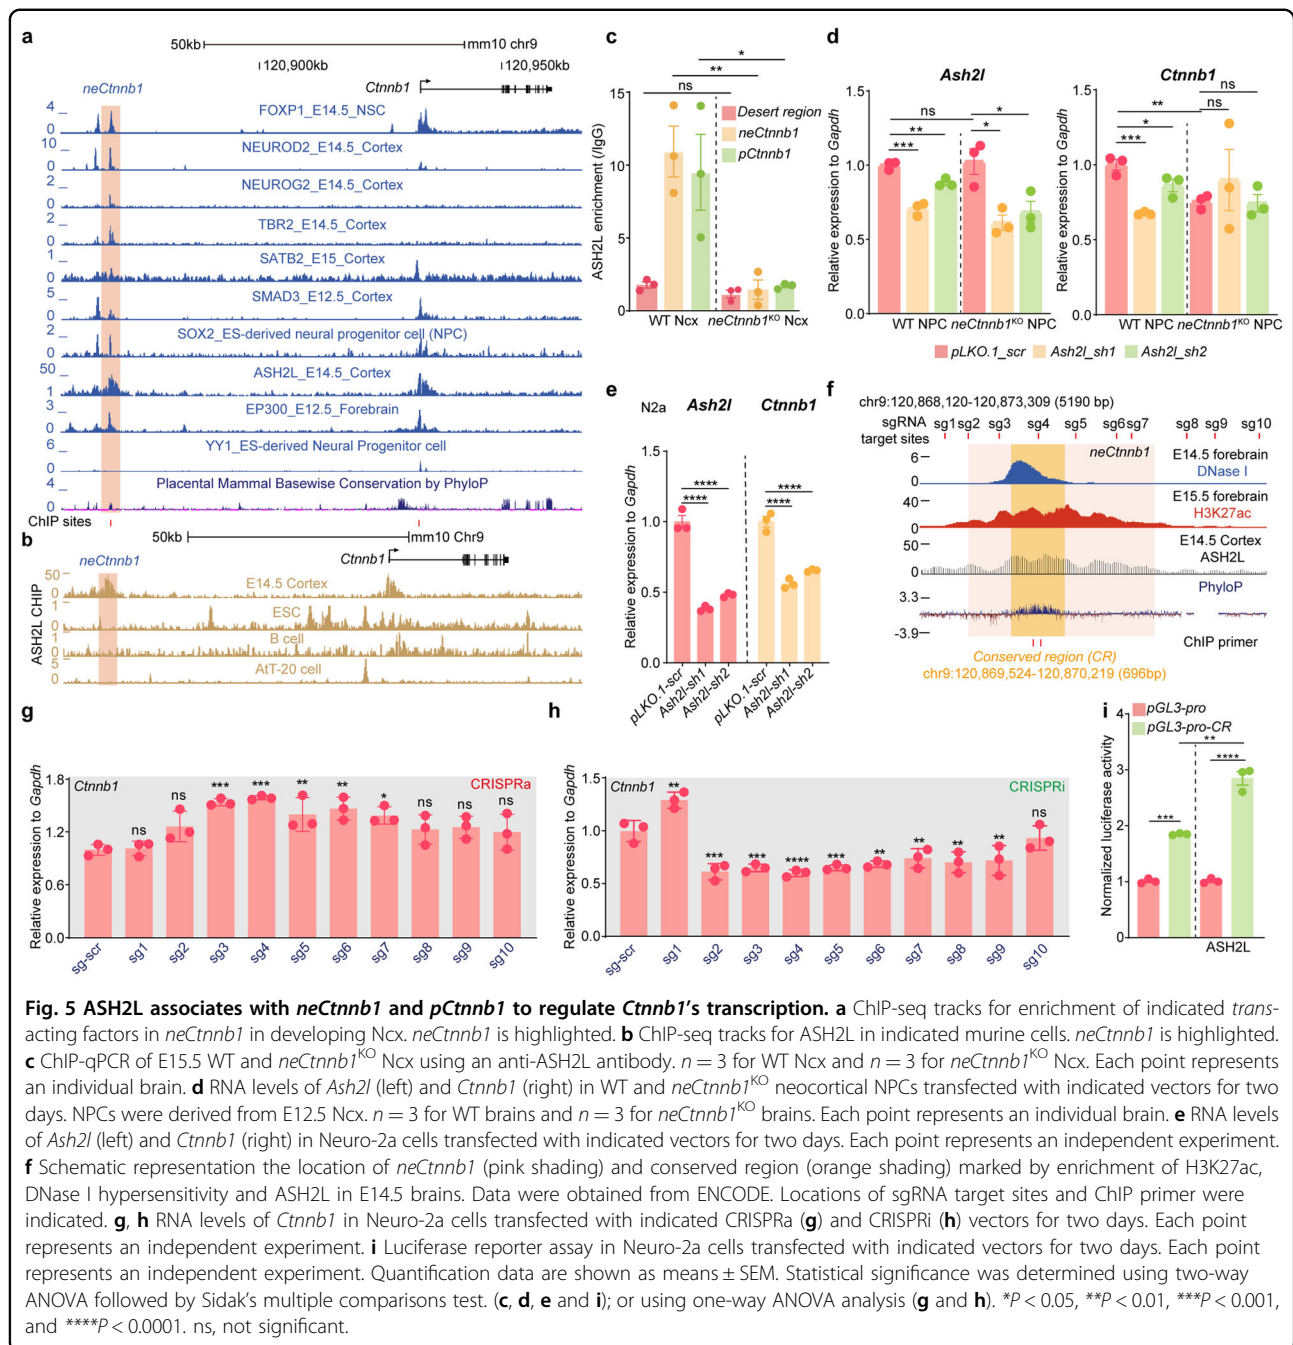 a
50kb
mm10 chr9
120,900kb
120,950kb
neCtnnb1
Ctnnb1
4
0
FOXP1_E14.5_NSC
10
0
NEUROD2_E14.5_Cortex
2
0
NEUROG2_E14.5_Cortex
2
0
TBR2_E14.5_Cortex
1
0
SATB2_E15_Cortex
5
0
SMAD3_E12.5_Cortex
2
0
SOX2_ES-derived neural progenitor cell (NPC)
50
1
ASH2L_E14.5_Cortex
3
0
EP300_E12.5_Forebrain
6
0
YY1_ES-derived Neural Progenitor cell
4
0
Placental Mammal Basewise Conservation by PhyloP
ChIP sites
b
50kb
mm10 Chr9
neCtnnb1
Ctnnb1
ASH2L CHIP
50
0
E14.5 Cortex
1
0
ESC
1
0
B cell
5
0
AtT-20 cell
c
*
**
ns
ASH2L enrichment (/IgG)
15
10
5
0
Desert region
neCtnnb1
pCtnnb1
WT Ncx
neCtnnb1KO Ncx
d
Ash2l
Relative expression to Gapdh
1.5
1.0
0.5
0.0
ns
**
***
*
*
WT NPC
neCtnnb1KO NPC
Ctnnb1
Relative expression to Gapdh
1.5
1.0
0.5
0.0
ns
**
ns
*
***
WT NPC
neCtnnb1KO NPC
pLKO.1_scr
Ash2l_sh1
Ash2l_sh2
e
N2a
Ash2l
Ctnnb1
Relative expression to Gapdh
1.5
1.0
0.5
0.0
****
****
****
****
pLKO.1-scr
Ash2l-sh1
Ash2l-sh2
pLKO.1-scr
Ash2l-sh1
Ash2l-sh2
f
chr9:120,868,120-120,873,309 (5190 bp)
sgRNA
target sites
sg1 sg2 sg3 sg4 sg5 sg6 sg7 sg8 sg9 sg10
neCtnnb1
6
0
E14.5 forebrain
DNase I
40
0
E15.5 forebrain
H3K27ac
50
0
E14.5 Cortex
ASH2L
PhyloP
3.3
-3.9
ChIP primer
Conserved region (CR)
chr9:120,869,524-120,870,219 (696bp)
g
Relative expression to Gapdh
1.8
1.2
0.6
0.0
Ctnnb1
CRISPRa
ns
ns
***
***
**
**
*
ns
ns
ns
sg-scr
sg1
sg2
sg3
sg4
sg5
sg6
sg7
sg8
sg9
sg10
h
Relative expression to Gapdh
1.5
1.0
0.5
0.0
Ctnnb1
CRISPRi
**
***
***
****
***
**
**
**
**
ns
sg-scr
sg1
sg2
sg3
sg4
sg5
sg6
sg7
sg8
sg9
sg10
i
pGL3-pro
pGL3-pro-CR
Normalized luciferase activity
4
3
2
1
0
**
****
***
ASH2L
Fig. 5 ASH2L associates with neCtnnb1 and pCtnnb1 to regulate Ctnnb1's transcription. a ChIP-seq tracks for enrichment of indicated trans-
acting factors in neCtnnb1 in developing Ncx. neCtnnb1 is highlighted. b ChIP-seq tracks for ASH2L in indicated murine cells. neCtnnb1 is highlighted.
c ChIP-qPCR of E15.5 WT and neCtnnb1KO Ncx using an anti-ASH2L antibody. n = 3 for WT Ncx and n = 3 for neCtnnb1KO Ncx. Each point represents
an individual brain. d RNA levels of Ash2l (left) and Ctnnb1 (right) in WT and neCtnnb1KO neocortical NPCs transfected with indicated vectors for two
days. NPCs were derived from E12.5 Ncx. n = 3 for WT brains and n = 3 for neCtnnb1KO brains. Each point represents an individual brain. e RNA levels
of Ash2l (left) and Ctnnb1 (right) in Neuro-2a cells transfected with indicated vectors for two days. Each point represents an independent experiment.
f Schematic representation the location of neCtnnb1 (pink shading) and conserved region (orange shading) marked by enrichment of H3K27ac,
DNase I hypersensitivity and ASH2L in E14.5 brains. Data were obtained from ENCODE. Locations of sgRNA target sites and ChIP primer were
indicated. g, h RNA levels of Ctnnb1 in Neuro-2a cells transfected with indicated CRISPRa (g) and CRISPRi (h) vectors for two days. Each point
represents an independent experiment. i Luciferase reporter assay in Neuro-2a cells transfected with indicated vectors for two days. Each point
represents an independent experiment. Quantification data are shown as means ± SEM. Statistical significance was determined using two-way
ANOVA followed by Sidak's multiple comparisons test. (c, d, e and i); or using one-way ANOVA analysis (g and h). *P < 0.05, **P < 0.01, ***P < 0.001,
and ****P < 0.0001. ns, not significant.